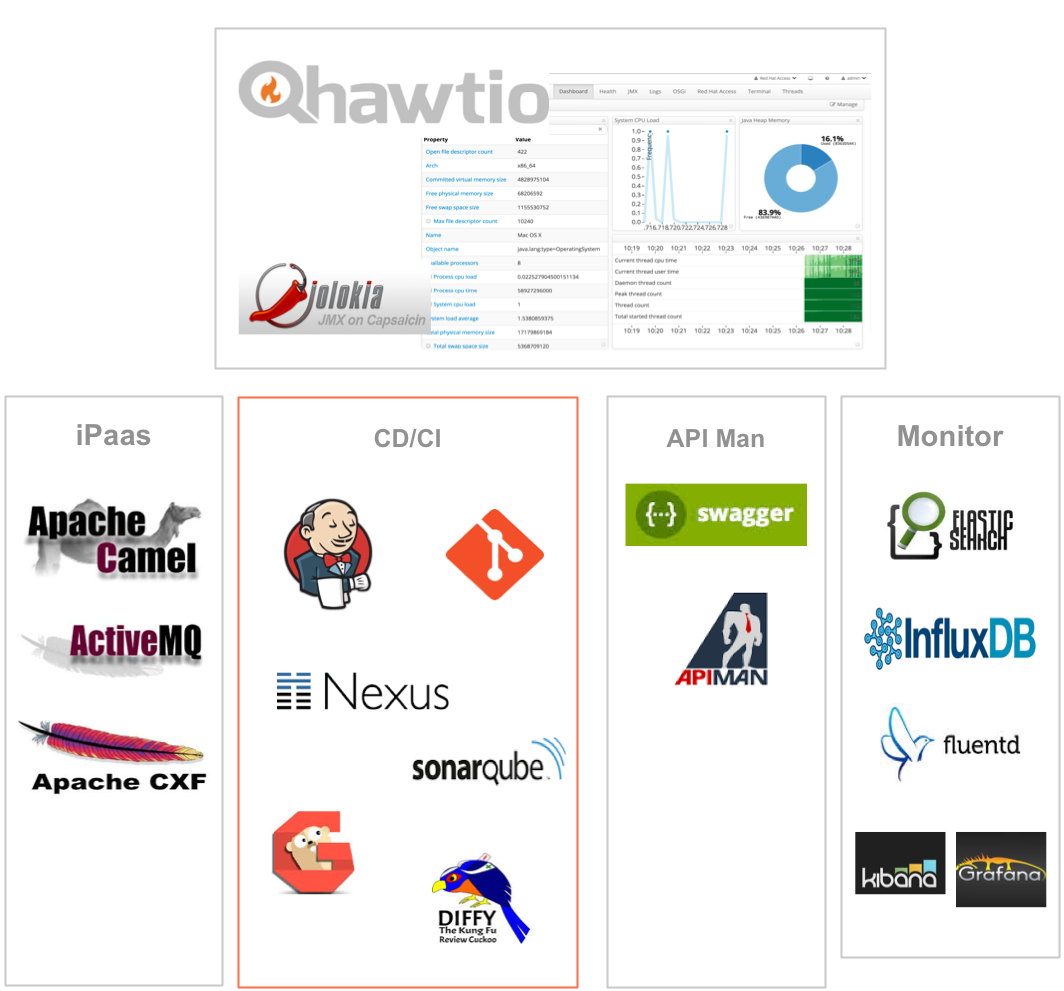 hawtio
Red Hat Access
admin
Dashboard Health JMX Logs OSGi Red Hat Access Terminal Threads
Manage
Property Value
Open file descriptor count 422
Arch x86_64
Committed virtual memory size 4828975104
Free physical memory size 68206592
Free swap space size 1155530752
Max file descriptor count 10240
Name Mac OS X
Object name java.lang:type=OperatingSystem
available processors 8
Process cpu load 0.022527904500151134
Process cpu time 58927296000
System cpu load 1
system load average 1.5380859375
total physical memory size 17179869184
Total swap space size 5368709120
System CPU Load
Frequency
1.0
0.9
0.8
0.7
0.6
0.5
0.4
0.3
0.2
0.1
0.0
.716.718.720.722.724.726.728
Java Heap Memory
16.1%
83.9%
10:19 10:20 10:21 10:22 10:23 10:24 10:25 10:26 10:27 10:28
Current thread cpu time
Current thread user time
Daemon thread count
Peak thread count
Thread count
Total started thread count
10:19 10:20 10:21 10:22 10:23 10:24 10:25 10:26 10:27 10:28
jolokia
JMX on Capsaicin
iPaas
Apache
Camel
ActiveMQ
Apache CXF
CD/CI
Nexus
sonarqube
G
DIFFY
The Kung Fu
Review Cuckoo
API Man
{...} swagger
APIMAN
Monitor
ELASTIC
SEARCH
InfluxDB
fluentd
kibana
Grafana